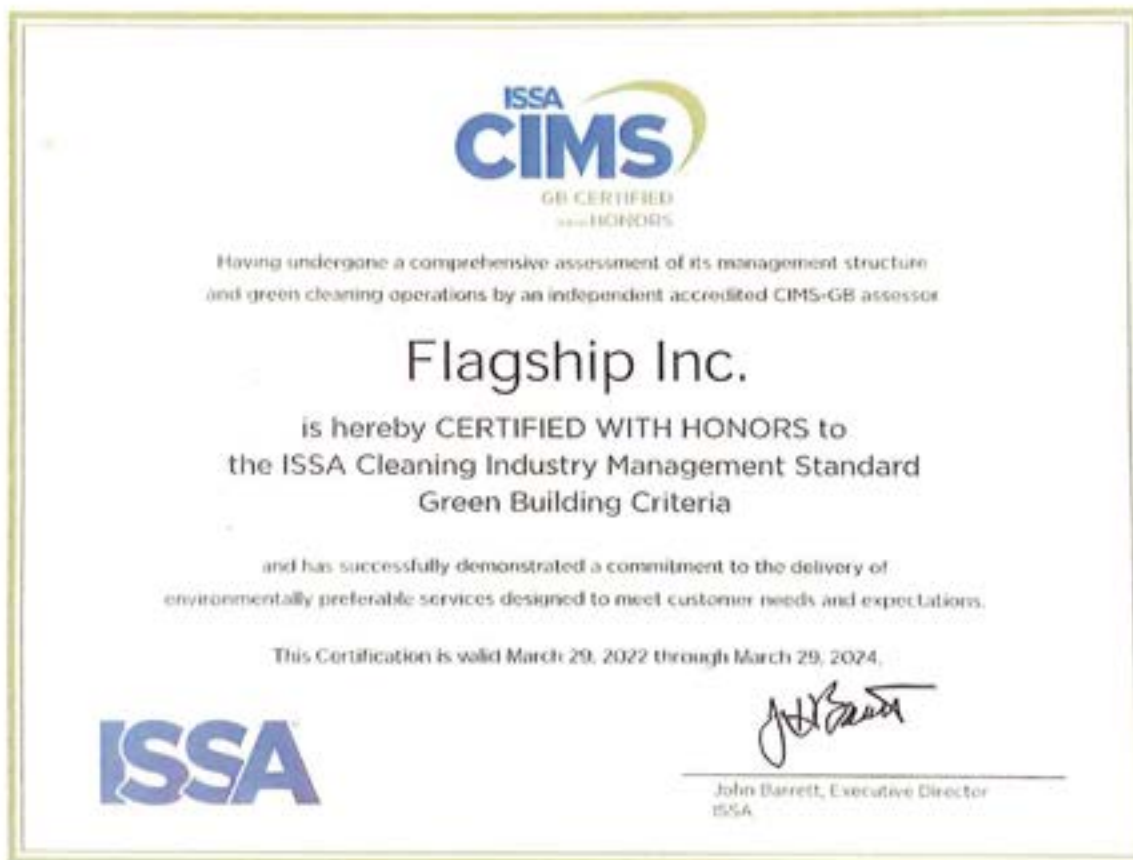 ISSA
CIMS
GB CERTIFIED
WITH HONORS
Having undergone a comprehensive assessment of its management structure
and green cleaning operations by an independent accredited CIMS-GB assessor
Flagship Inc.
is hereby CERTIFIED WITH HONORS to
the ISSA Cleaning Industry Management Standard
Green Building Criteria
and has successfully demonstrated a commitment to the delivery of
environmentally preferable services designed to meet customer needs and expectations.
This Certification is valid March 29, 2022 through March 29, 2024.
ISSA
John Barrett, Executive Director
ISSA